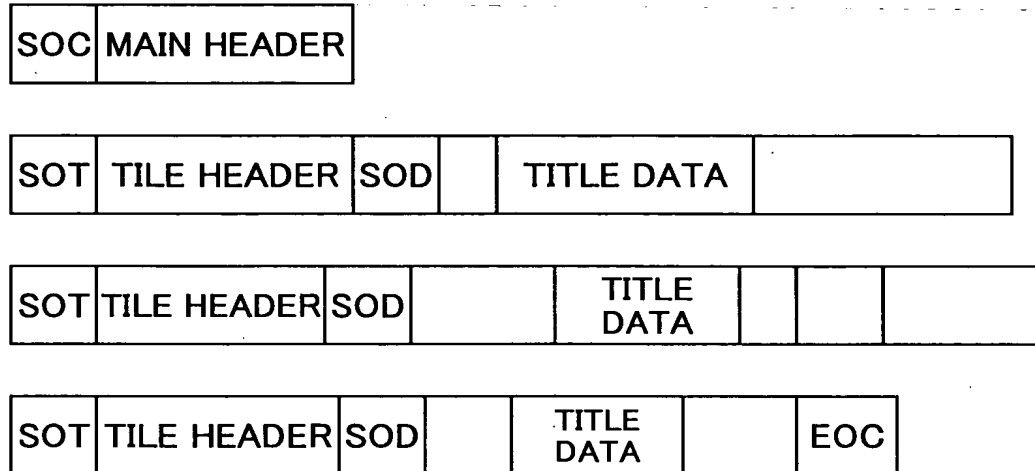 SOC MAIN HEADER
SOT TILE HEADER SOD TITLE DATA
SOT TILE HEADER SOD TITLE DATA
SOT TILE HEADER SOD TITLE DATA EOC